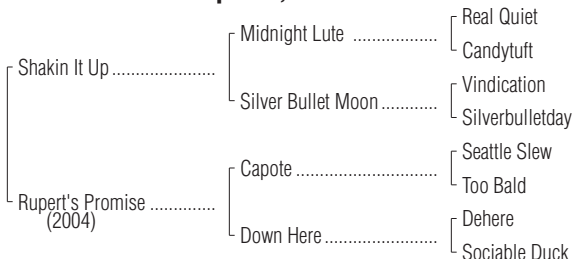 Real Quiet
Midnight Lute ..................
Candytuft
Shakin It Up ......................
Vindication
Silver Bullet Moon ............
Silverbulletday
Seattle Slew
Capote ..............................
Too Bald
Rupert's Promise ..............
(2004)
Dehere
Down Here ........................
Sociable Duck